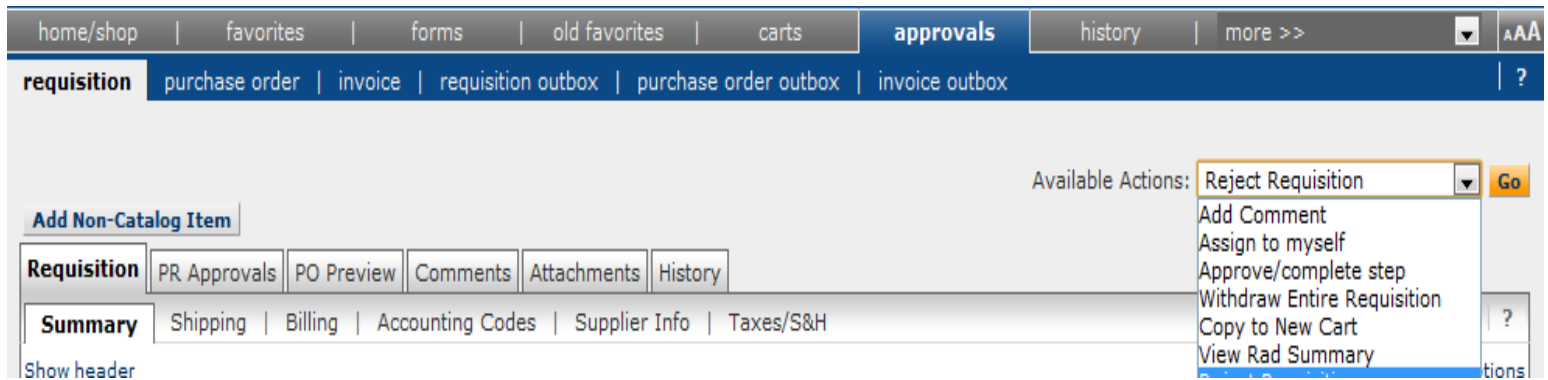 home/shop | favorites | forms | old favorites | carts approvals history | more >> AAA
requisition purchase order | invoice | requisition outbox | purchase order outbox | invoice outbox | ?
Available Actions: Reject Requisition Go
Add Non-Catalog Item
Add Comment
Assign to myself
Requisition PR Approvals PO Preview Comments Attachments History
Approve/complete step
Withdraw Entire Requisition
Summary Shipping | Billing | Accounting Codes | Supplier Info | Taxes/S&H ?
Copy to New Cart
View Rad Summary
Show header